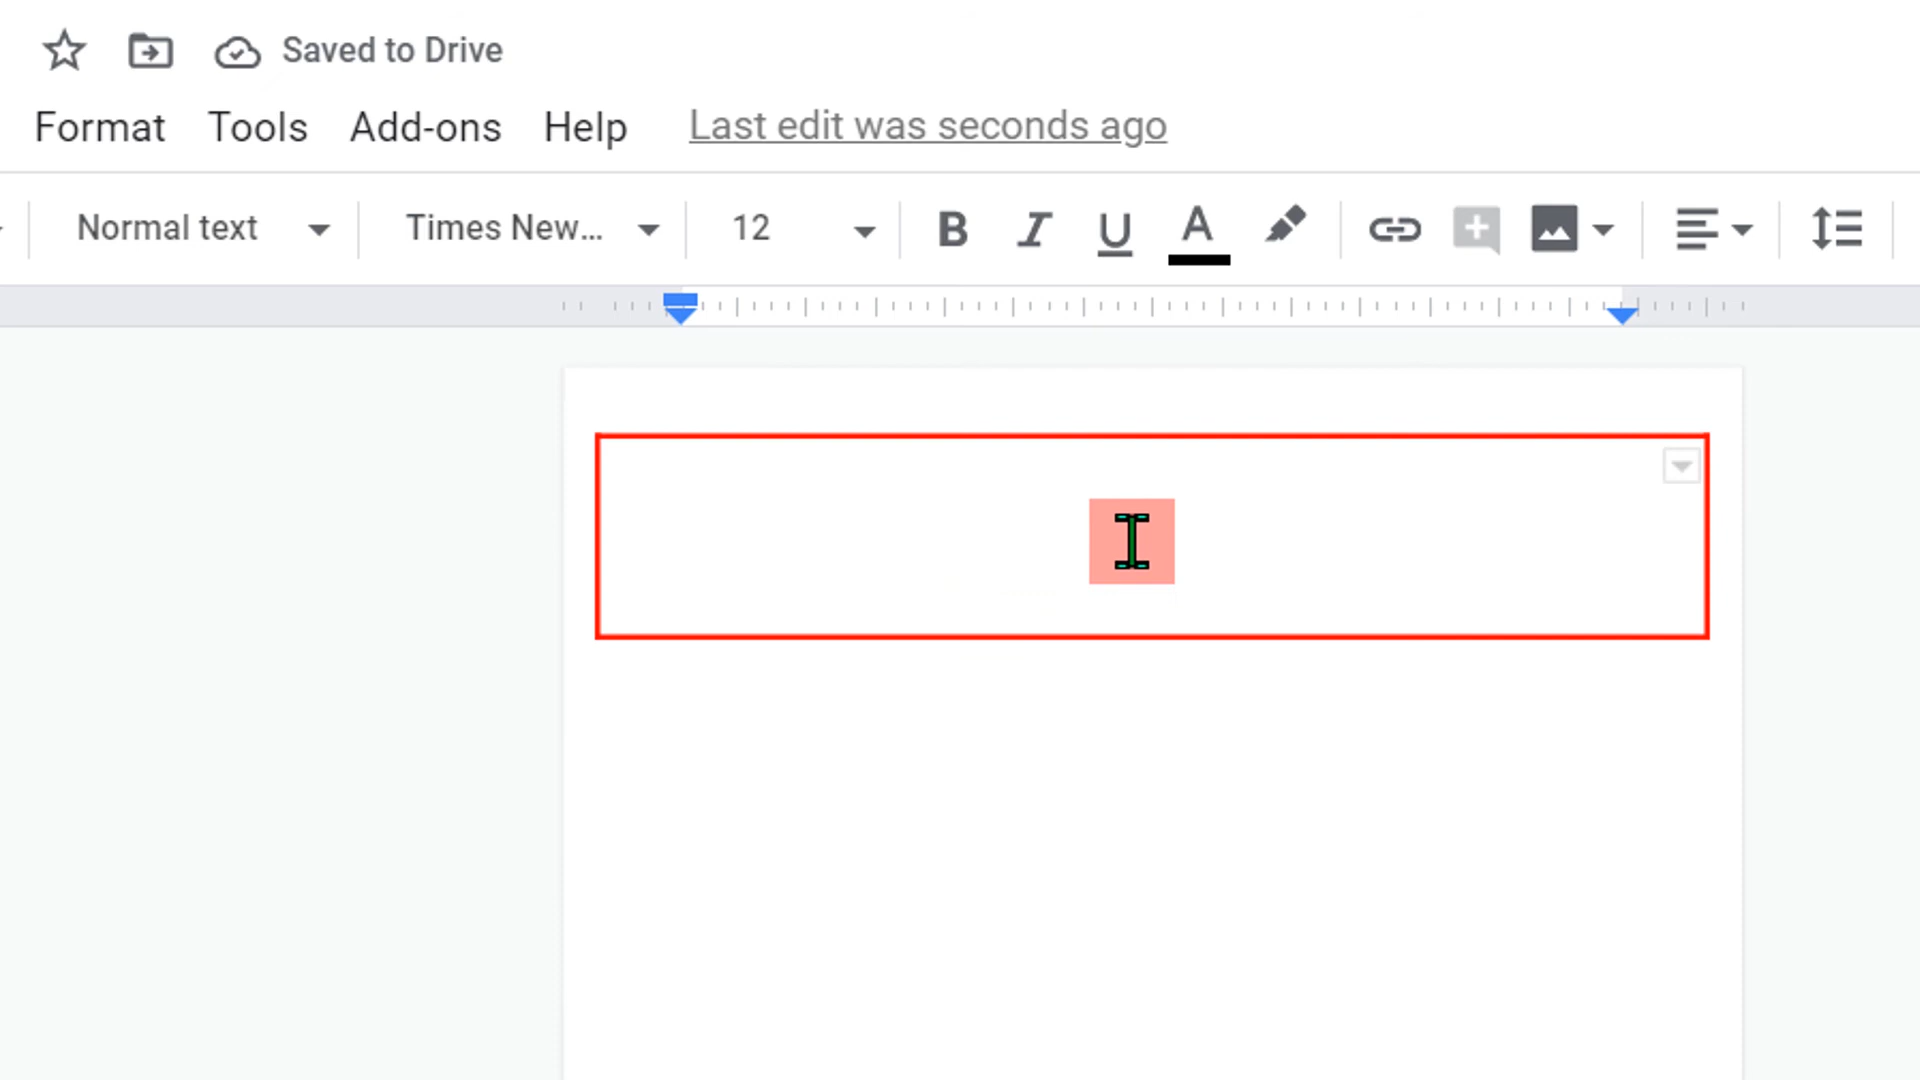 Saved to Drive
Format Tools Add-ons Help Last edit was seconds ago
Normal text Times New... 12 B I U A